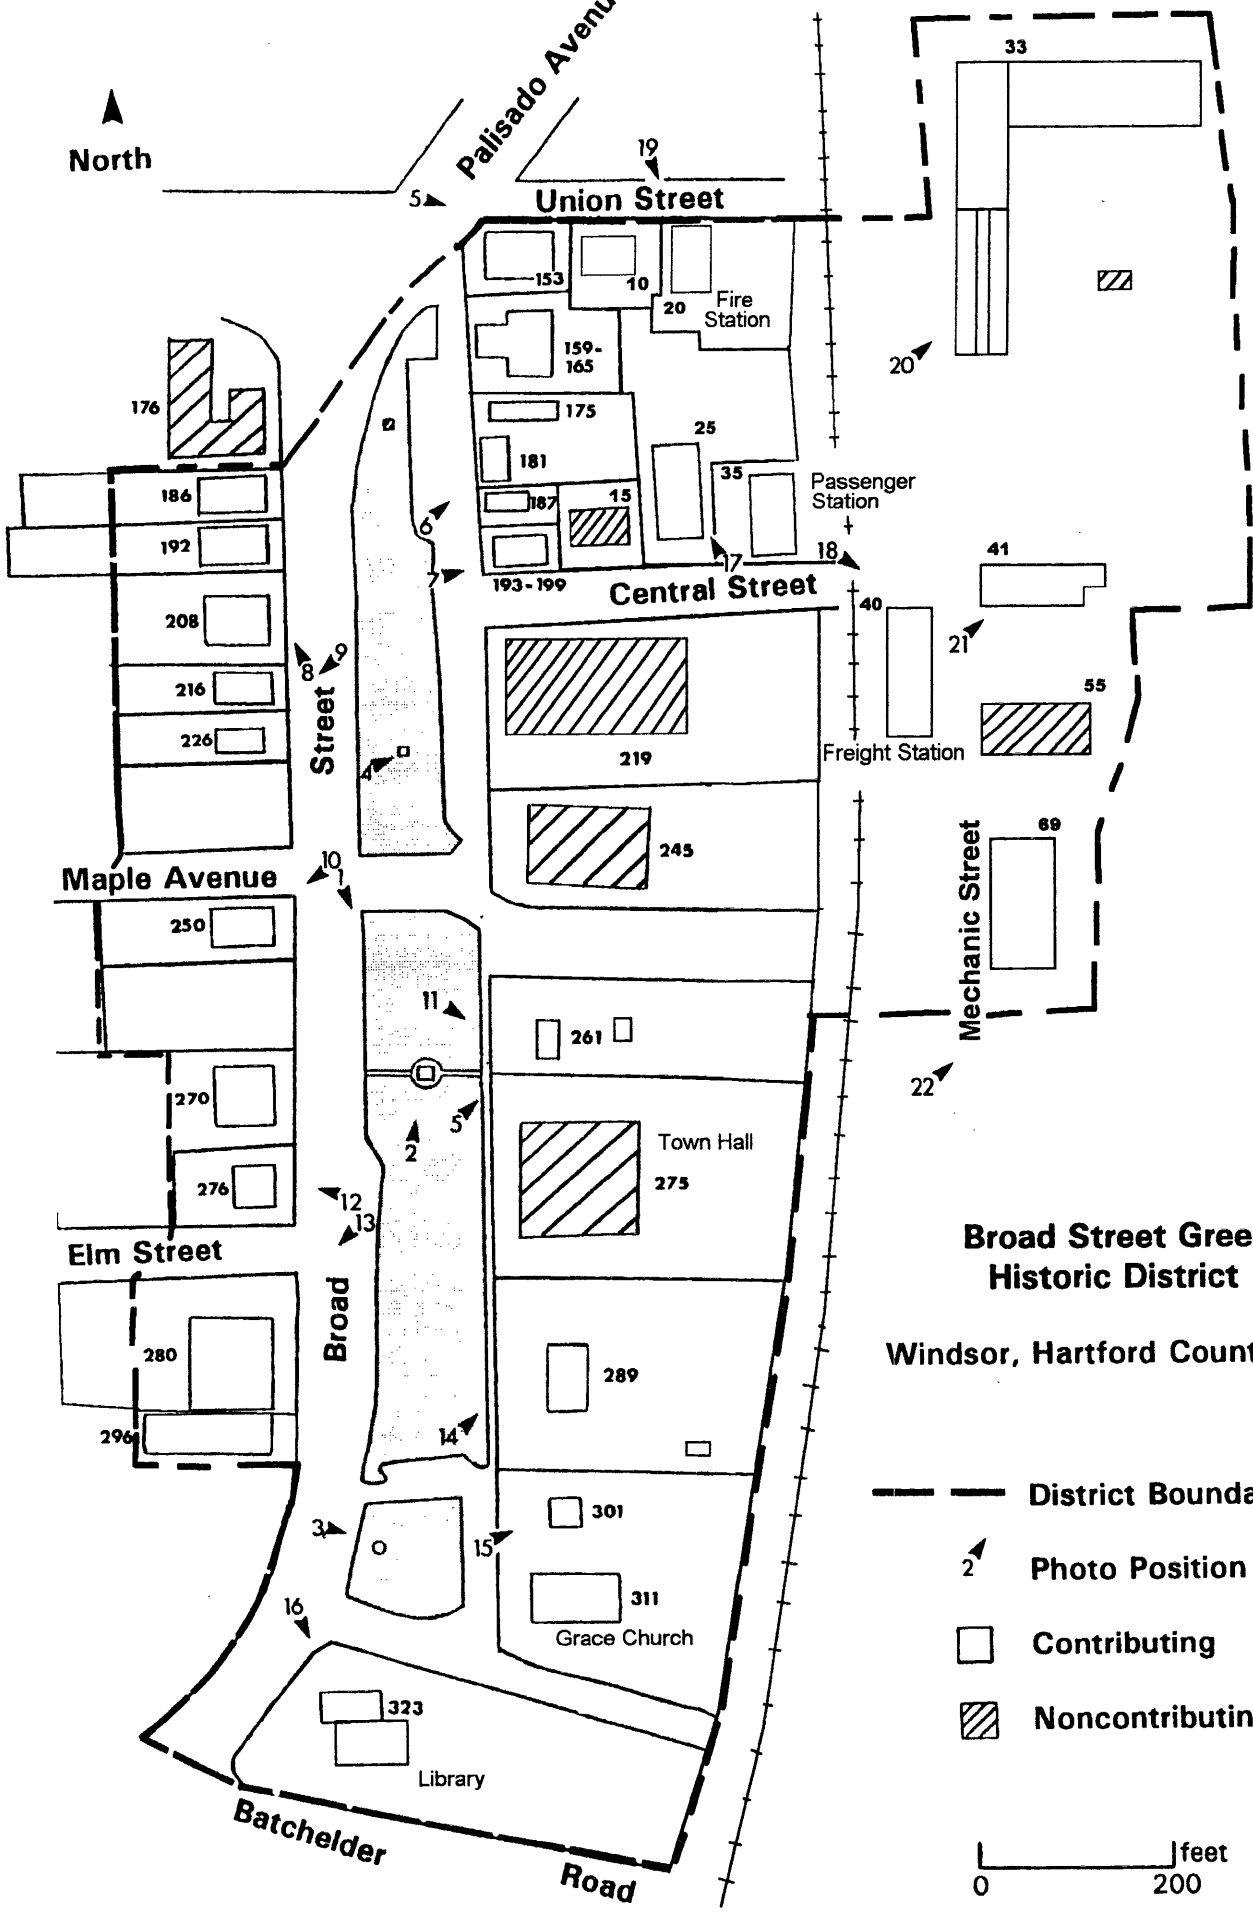 Palisado Avenu
North
33
19
5
Union Street
153
10
20
Fire
Station
159-
165
20
176
175
25
181
35
Passenger
Station
186
187
15
6
192
17
18
41
7
193-199
Central Street
40
208
21
8
9
216
55
Street
226
219
Freight Station
4
69
245
10
1
Maple Avenue
Mechanic Street
250
11
261
22
270
5
2
Town Hall
275
276
12
13
Elm Street
Broad Street Gree
Historic District
Broad
280
Windsor, Hartford Count
289
296
14
District Bounda
301
3
15
2
Photo Position
311
16
Grace Church
Contributing
323
Noncontributin
Library
Batchelder
Road
feet
0
200